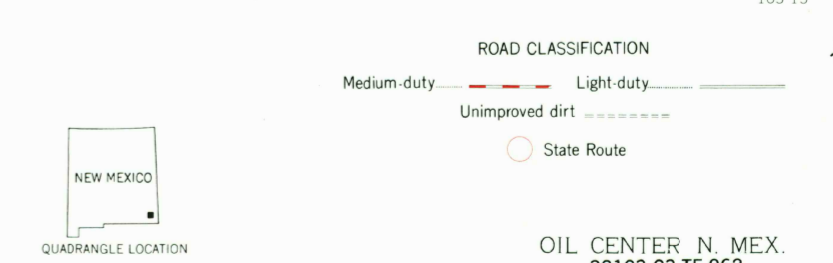 ROAD CLASSIFICATION
Medium-duty Light-duty
Unimproved dirt
State Route
NEW MEXICO
QUADRANGLE LOCATION
OIL CENTER N. MEX.